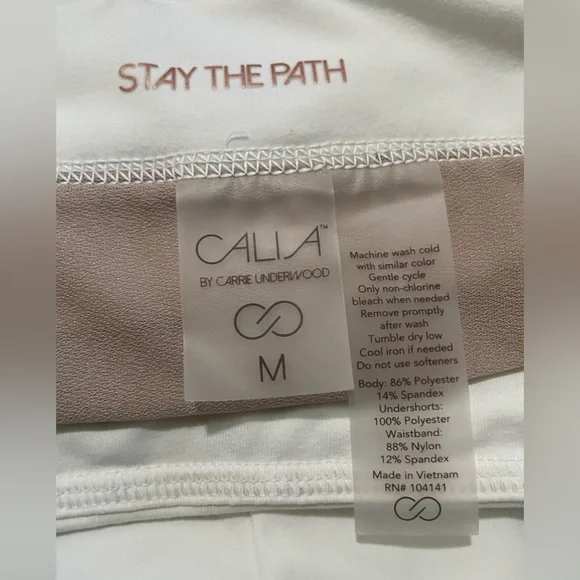 STAY THE PATH
CALIA™
BY CARRIE UNDERWOOD
M
Machine wash cold
with similar color
Gentle cycle
Only non-chlorine
bleach when needed
Remove promptly
after wash
Tumble dry low
Cool iron if needed
Do not use softeners
Body: 86% Polyester
14% Spandex
Undershorts:
100% Polyester
Waistband:
88% Nylon
12% Spandex
Made in Vietnam
RN# 104141